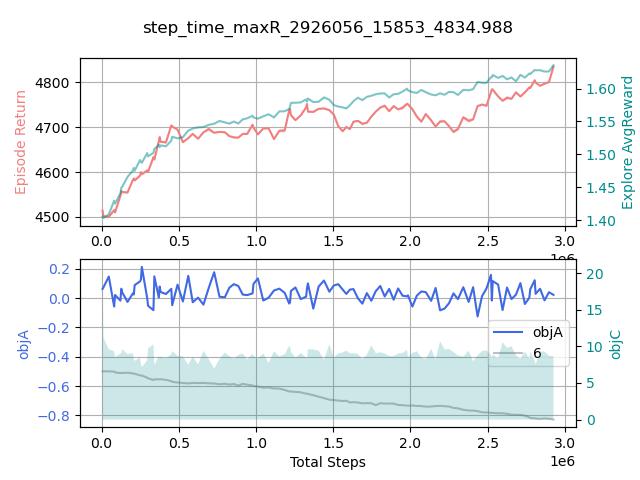 step_time_maxR_2926056_15853_4834.988
Episode Return
4800
4700
4600
4500
1.60
1.55
1.50
1.45
1.40
Explore AvgReward
0.0 0.5 1.0 1.5 2.0 2.5 3.0
1e6
objA
0.2
0.0
−0.2
−0.4
−0.6
−0.8
20
15
10
5
0
objC
objA
6
0.0 0.5 1.0 1.5 2.0 2.5 3.0
Total Steps
1e6